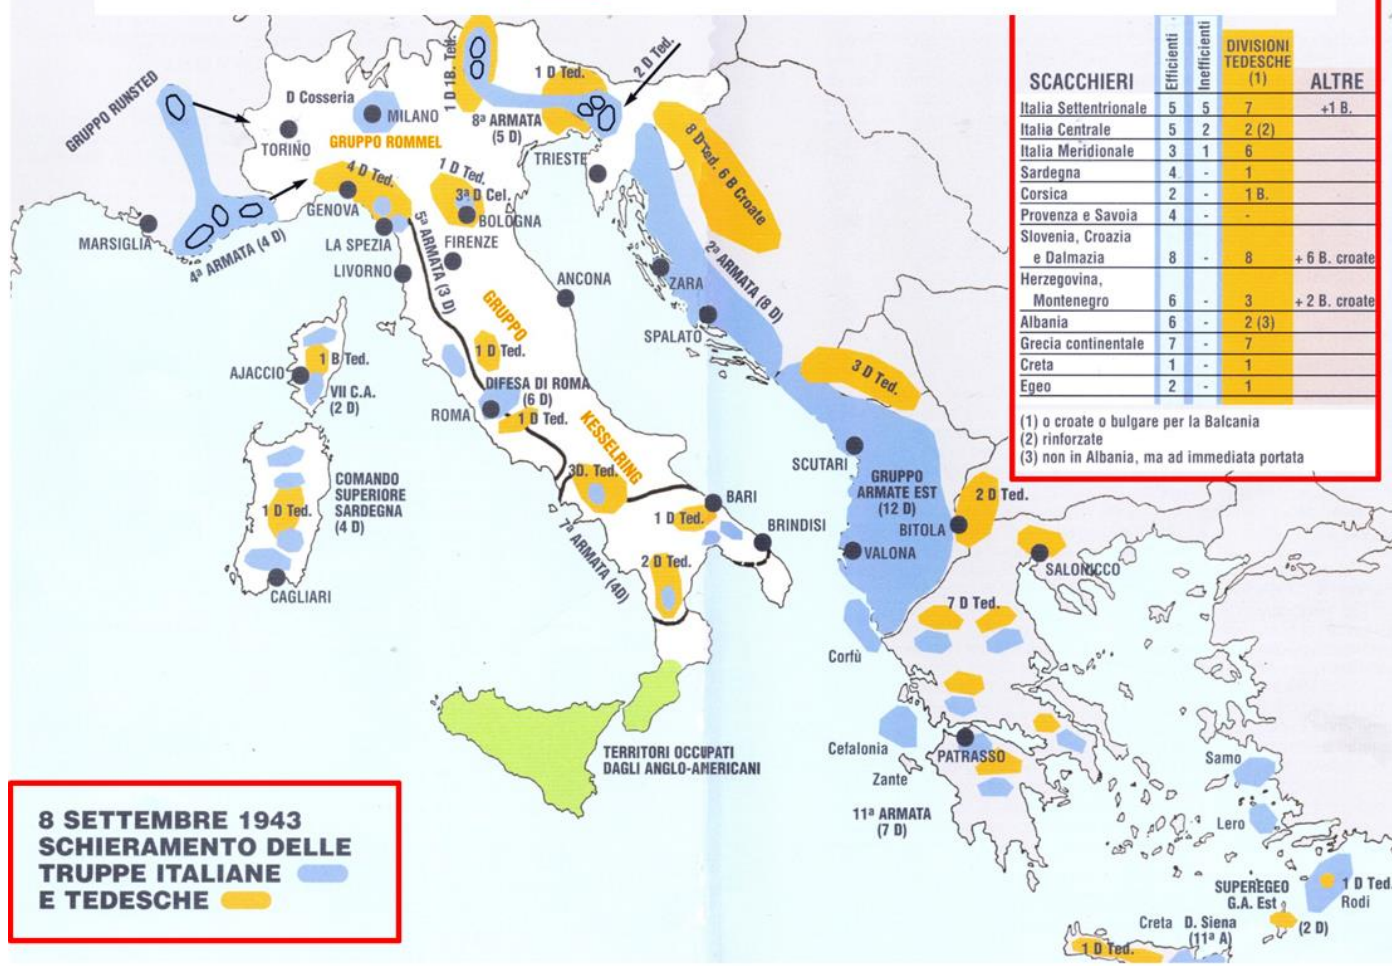 GRUPPO RUNSTED
D Cosseria
MILANO
TORINO
GRUPPO ROMMEL
1 D 1B. Ted.
8ª ARMATA
(5 D)
1 D Ted.
2 D Ted.
TRIESTE
4 D Ted.
GENOVA
1 D Ted.
3ª D Cel.
BOLOGNA
MARSIGLIA
4ª ARMATA (4 D)
LA SPEZIA
FIRENZE
LIVORNO
5ª ARMATA (3 D)
ANCONA
8 D Ted. 6 B Croate
2ª ARMATA (8 D)
ZARA
SPALATO
GRUPPO
KESSELRING
1 D Ted.
DIFESA DI ROMA
(6 D)
ROMA
1 D Ted.
1 B Ted.
AJACCIO
VII C.A.
(2 D)
COMANDO
SUPERIORE
SARDEGNA
(4 D)
1 D Ted.
CAGLIARI
3D. Ted.
7ª ARMATA (4D)
BARI
1 D Ted.
BRINDISI
2 D Ted.
3 D Ted.
SCUTARI
GRUPPO
ARMATE EST
(12 D)
BITOLA
VALONA
2 D Ted.
SALONICCO
7 D Ted.
Corfù
Cefalonia
Zante
PATRASSO
11ª ARMATA
(7 D)
Samo
Lero
SUPEREGEO
G.A. Est
1 D Ted.
Rodi
(2 D)
Creta D. Siena
(11ª A)
1 D Ted.
TERRITORI OCCUPATI
DAGLI ANGLO-AMERICANI
SCACCHIERI Efficienti Inefficienti DIVISIONI TEDESCHE (1) ALTRE
Italia Settentrionale 5 5 7 +1 B.
Italia Centrale 5 2 2 (2)
Italia Meridionale 3 1 6
Sardegna 4 - 1
Corsica 2 - 1 B.
Provenza e Savoia 4 - -
Slovenia, Croazia
e Dalmazia 8 - 8 + 6 B. croate
Herzegovina,
Montenegro 6 - 3 + 2 B. croate
Albania 6 - 2 (3)
Grecia continentale 7 - 7
Creta 1 - 1
Egeo 2 - 1
(1) o croate o bulgare per la Balcania
(2) rinforzate
(3) non in Albania, ma ad immediata portata
8 SETTEMBRE 1943
SCHIERAMENTO DELLE
TRUPPE ITALIANE
E TEDESCHE